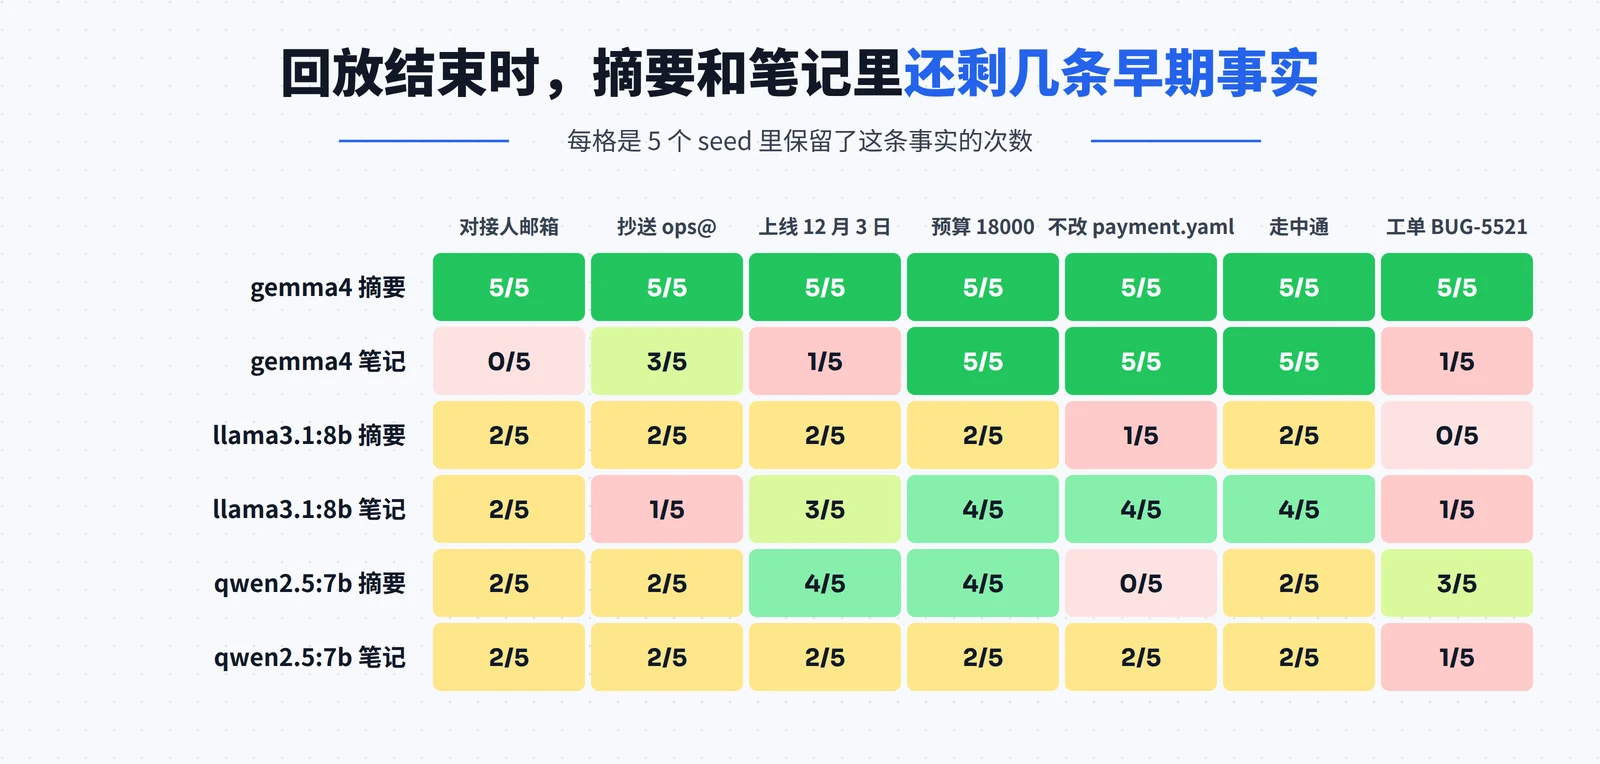 回放结束时，摘要和笔记里还剩几条早期事实
每格是 5 个 seed 里保留了这条事实的次数
对接人邮箱 抄送 ops@ 上线 12 月 3 日 预算 18000 不改 payment.yaml 走中通 工单 BUG-5521
gemma4 摘要 5/5 5/5 5/5 5/5 5/5 5/5 5/5
gemma4 笔记 0/5 3/5 1/5 5/5 5/5 5/5 1/5
llama3.1:8b 摘要 2/5 2/5 2/5 2/5 1/5 2/5 0/5
llama3.1:8b 笔记 2/5 1/5 3/5 4/5 4/5 4/5 1/5
qwen2.5:7b 摘要 2/5 2/5 4/5 4/5 0/5 2/5 3/5
qwen2.5:7b 笔记 2/5 2/5 2/5 2/5 2/5 2/5 1/5